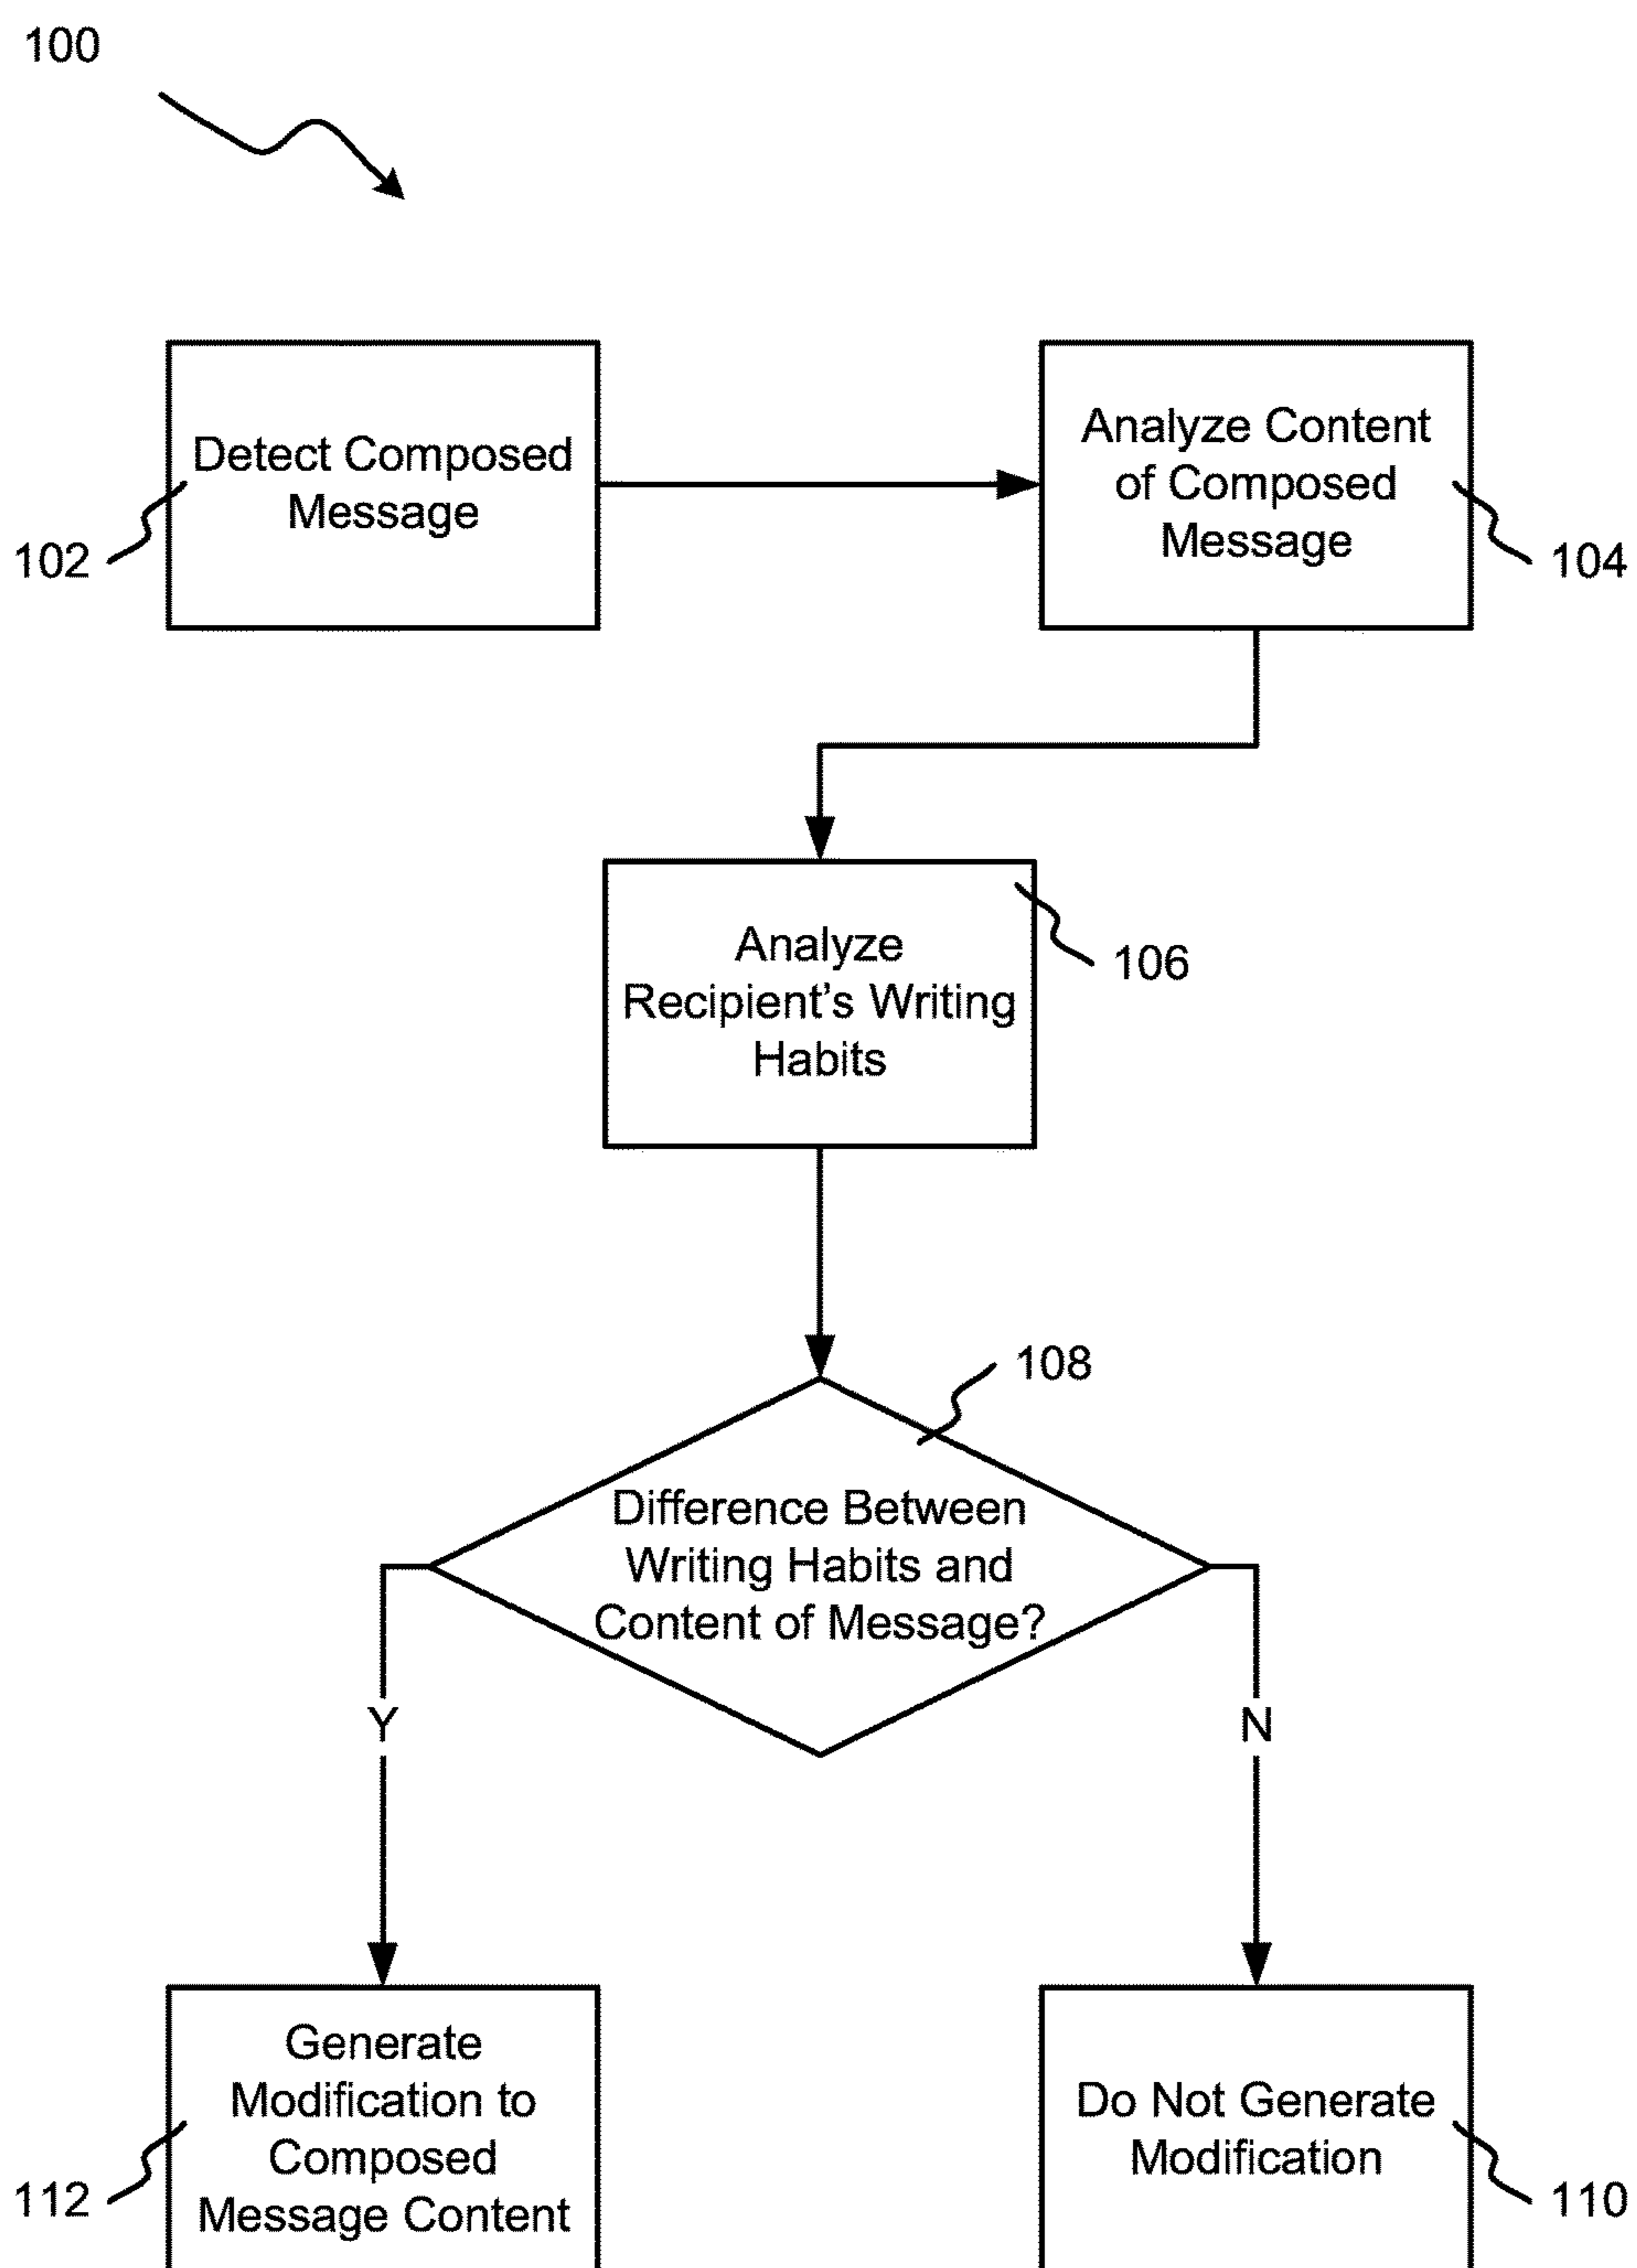 100
Detect Composed
Message
102
Analyze Content
of Composed
Message
104
Analyze
Recipient's Writing
Habits
106
108
Difference Between
Writing Habits and
Content of Message?
Y
N
Generate
Modification to
Composed
Message Content
112
Do Not Generate
Modification
110